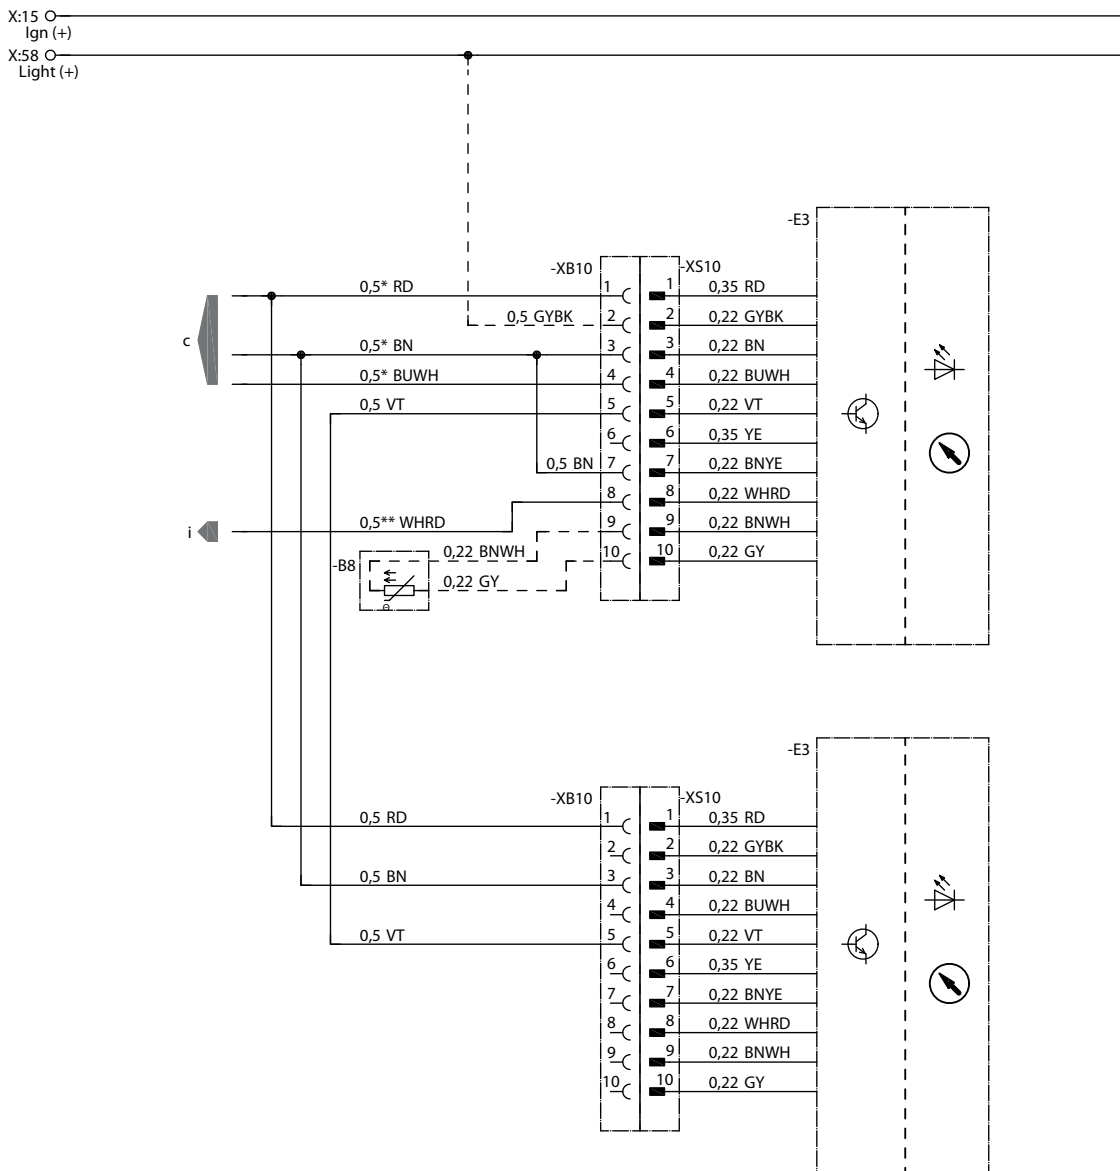 X:15
Ign (+)
X:58
Light (+)
-E3
-XB10 -XS10
0,5* RD 1 1 0,35 RD
0,5 GYBK 2 2 0,22 GYBK
c
0,5* BN 3 3 0,22 BN
0,5* BUWH 4 4 0,22 BUWH
0,5 VT 5 5 0,22 VT
6 6 0,35 YE
0,5 BN 7 7 0,22 BNYE
8 8 0,22 WHRD
i 0,5** WHRD 9 9 0,22 BNWH
0,22 BNWH 10 10 0,22 GY
-B8
0,22 GY
Θ
-E3
-XB10 -XS10
0,5 RD 1 1 0,35 RD
2 2 0,22 GYBK
0,5 BN 3 3 0,22 BN
4 4 0,22 BUWH
0,5 VT 5 5 0,22 VT
6 6 0,35 YE
7 7 0,22 BNYE
8 8 0,22 WHRD
9 9 0,22 BNWH
10 10 0,22 GY